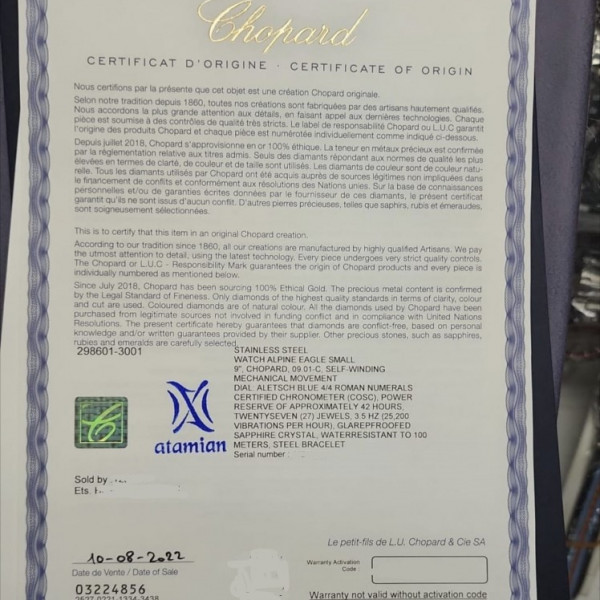 Chopard
CERTIFICAT D'ORIGINE · CERTIFICATE OF ORIGIN
Nous certifions par la présente que cet objet est une création Chopard originale.
Selon notre tradition depuis 1860, toutes nos créations sont fabriquées par des artisans hautement qualifiés.
Nous accordons la plus grande attention aux détails, en faisant appel aux dernières technologies. Chaque
pièce est soumise à des contrôles de qualité très stricts. Le label de responsabilité Chopard ou L.U.C garantit
l'origine des produits Chopard et chaque pièce est numérotée individuellement comme indiqué ci-dessous.
Depuis juillet 2018, Chopard s'approvisionne en or 100% éthique. La teneur en métaux précieux est confirmée
par la réglementation relative aux titres admis. Seuls des diamants répondant aux normes de qualité les plus
élevées en termes de clarté, de couleur et de taille sont utilisés. Les diamants de couleur sont de couleur natu-
relle. Tous les diamants utilisés par Chopard ont été acquis auprès de sources légitimes non impliquées dans
le financement de conflits et conformément aux résolutions des Nations unies. Sur la base de connaissances
personnelles et/ou de garanties écrites données par le fournisseur de ces diamants, le présent certificat
garantit qu'ils ne sont issus d'aucun conflit. D'autres pierres précieuses, telles que saphirs, rubis et émeraudes,
sont soigneusement sélectionnées.
This is to certify that this item in an original Chopard creation.
According to our tradition since 1860, all our creations are manufactured by highly qualified Artisans. We pay
the utmost attention to detail, using the latest technology. Every piece undergoes very strict quality controls.
The Chopard or L.U.C - Responsibility Mark guarantees the origin of Chopard products and every piece is
individually numbered as mentioned below.
Since July 2018, Chopard has been sourcing 100% Ethical Gold. The precious metal content is confirmed
by the Legal Standard of Fineness. Only diamonds of the highest quality standards in terms of clarity, colour
and cut are used. Coloured diamonds are of natural colour. All the diamonds used by Chopard have been
purchased from legitimate sources not involved in funding conflict and in compliance with United Nations
Resolutions. The present certificate hereby guarantees that diamonds are conflict-free, based on personal
knowledge and/or written guarantees provided by their supplier. Other precious stones, such as sapphires,
rubies and emeralds are carefully selected.
298601-3001
STAINLESS STEEL
WATCH ALPINE EAGLE SMALL
9", CHOPARD, 09.01-C, SELF-WINDING
MECHANICAL MOVEMENT
DIAL: ALETSCH BLUE 4/4 ROMAN NUMERALS
CERTIFIED CHRONOMETER (COSC), POWER
RESERVE OF APPROXIMATELY 42 HOURS,
TWENTYSEVEN (27) JEWELS, 3.5 HZ (25,200
VIBRATIONS PER HOUR), GLAREPROOFED
SAPPHIRE CRYSTAL, WATERRESISTANT TO 100
METERS, STEEL BRACELET
Serial number :
atamian
Sold by
Ets.
10-08-2022
Date de Vente / Date of Sale
03224856
Le petit-fils de L.U. Chopard & Cie SA
Warranty Activation
Code :
Warranty not valid without activation code